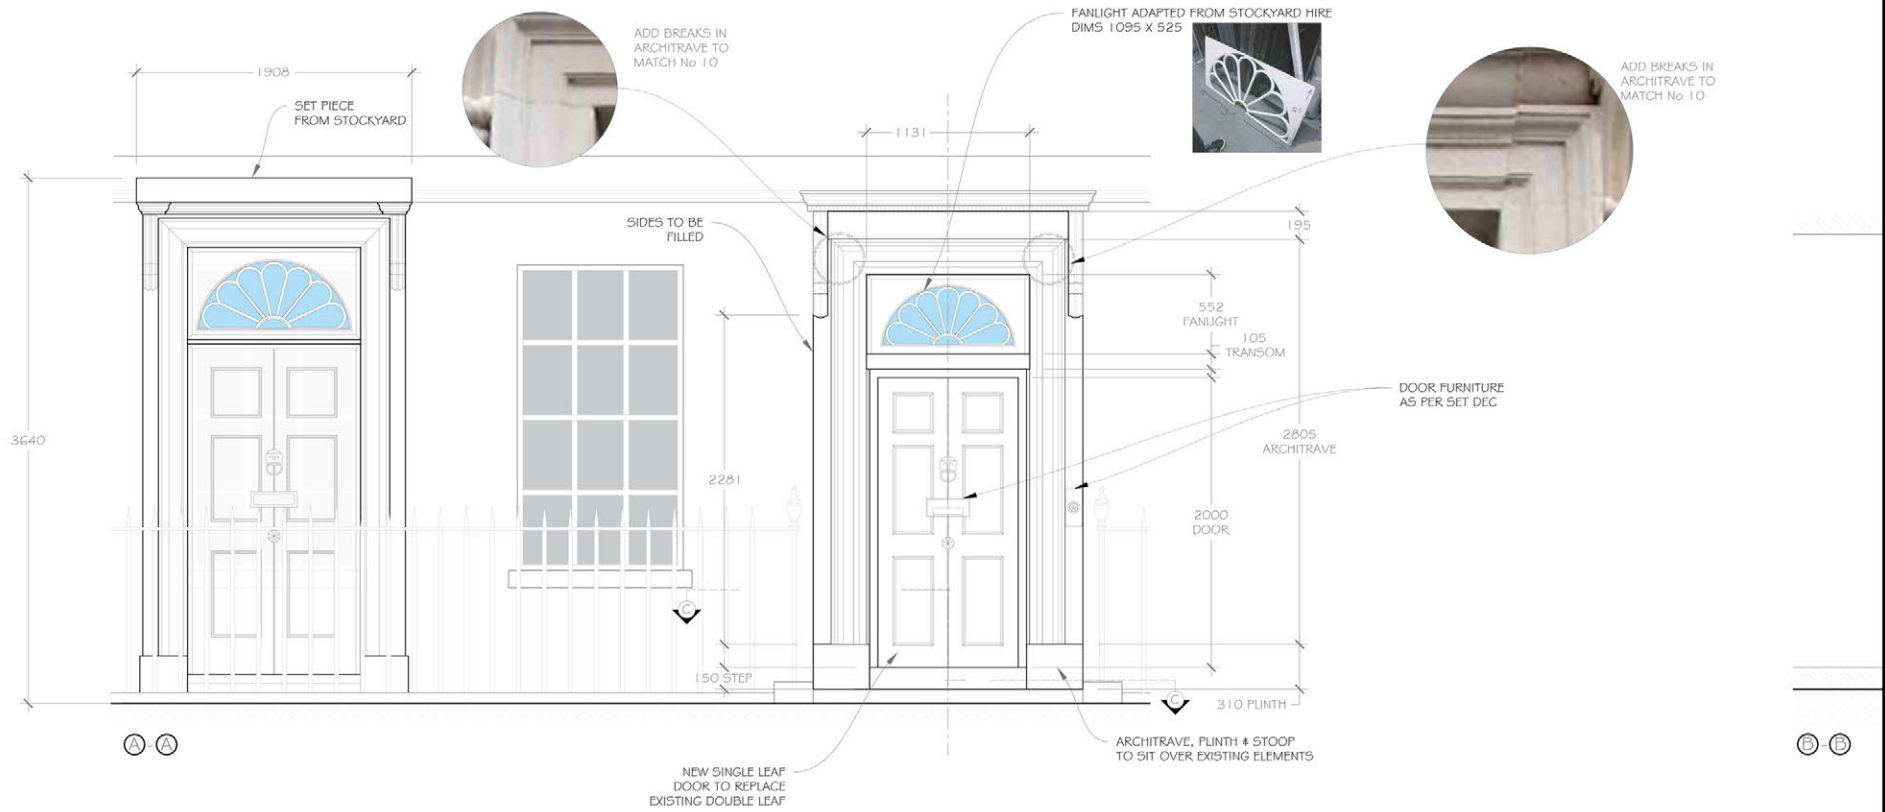 FANLIGHT ADAPTED FROM STOCKYARD HIRE
DIMS 1095 X 525
ADD BREAKS IN
ARCHITRAVE TO
MATCH No 10
ADD BREAKS IN
ARCHITRAVE TO
MATCH No 10
1908
SET PIECE
FROM STOCKYARD
1131
SIDES TO BE
FILLED
195
552
FANLIGHT
105
TRANSOM
DOOR FURNITURE
AS PER SET DEC
3640
2805
ARCHITRAVE
2281
2000
DOOR
C
150 STEP
C
310 PLINTH
A-A
ARCHITRAVE, PLINTH & STOOP
TO SIT OVER EXISTING ELEMENTS
B-B
NEW SINGLE LEAF
DOOR TO REPLACE
EXISTING DOUBLE LEAF